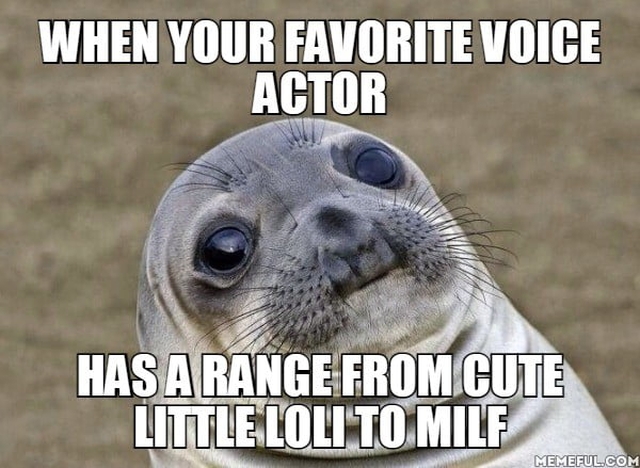 WHEN YOUR FAVORITE VOICE
ACTOR
HAS A RANGE FROM CUTE
LITTLE LOLI TO MILF
MEMEFUL.COM